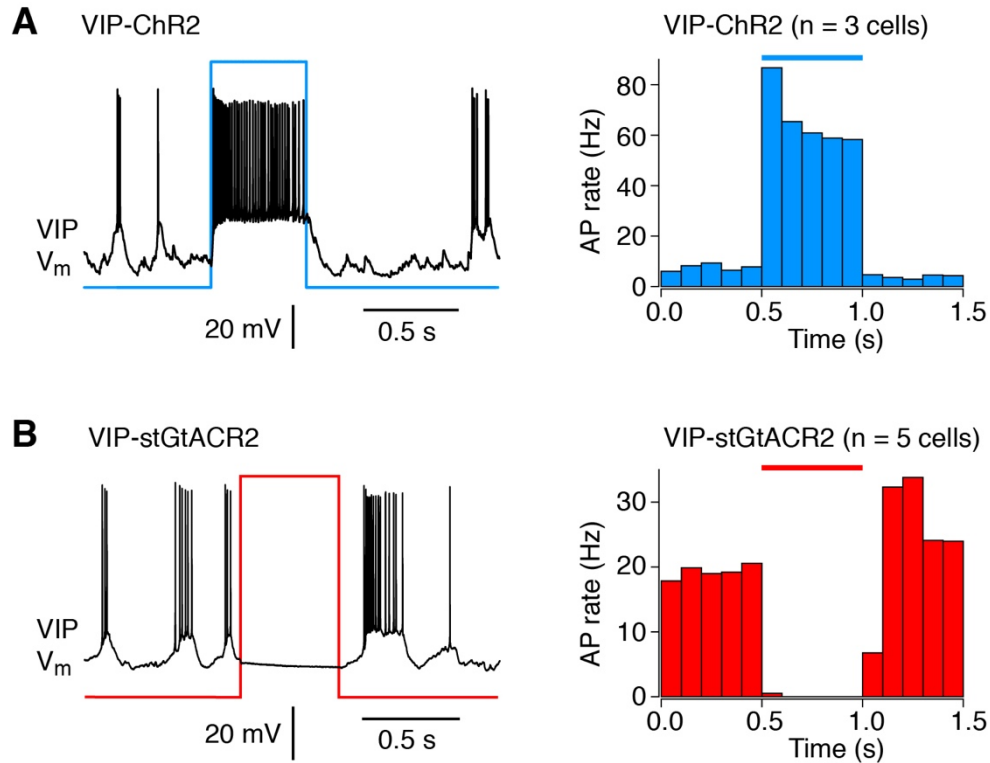 A
VIP-ChR2
VIP
Vm
20 mV
0.5 s
VIP-ChR2 (n = 3 cells)
AP rate (Hz)
80
60
40
20
0
0.0 0.5 1.0 1.5
Time (s)
B
VIP-stGtACR2
VIP
Vm
20 mV
0.5 s
VIP-stGtACR2 (n = 5 cells)
AP rate (Hz)
30
20
10
0
0.0 0.5 1.0 1.5
Time (s)